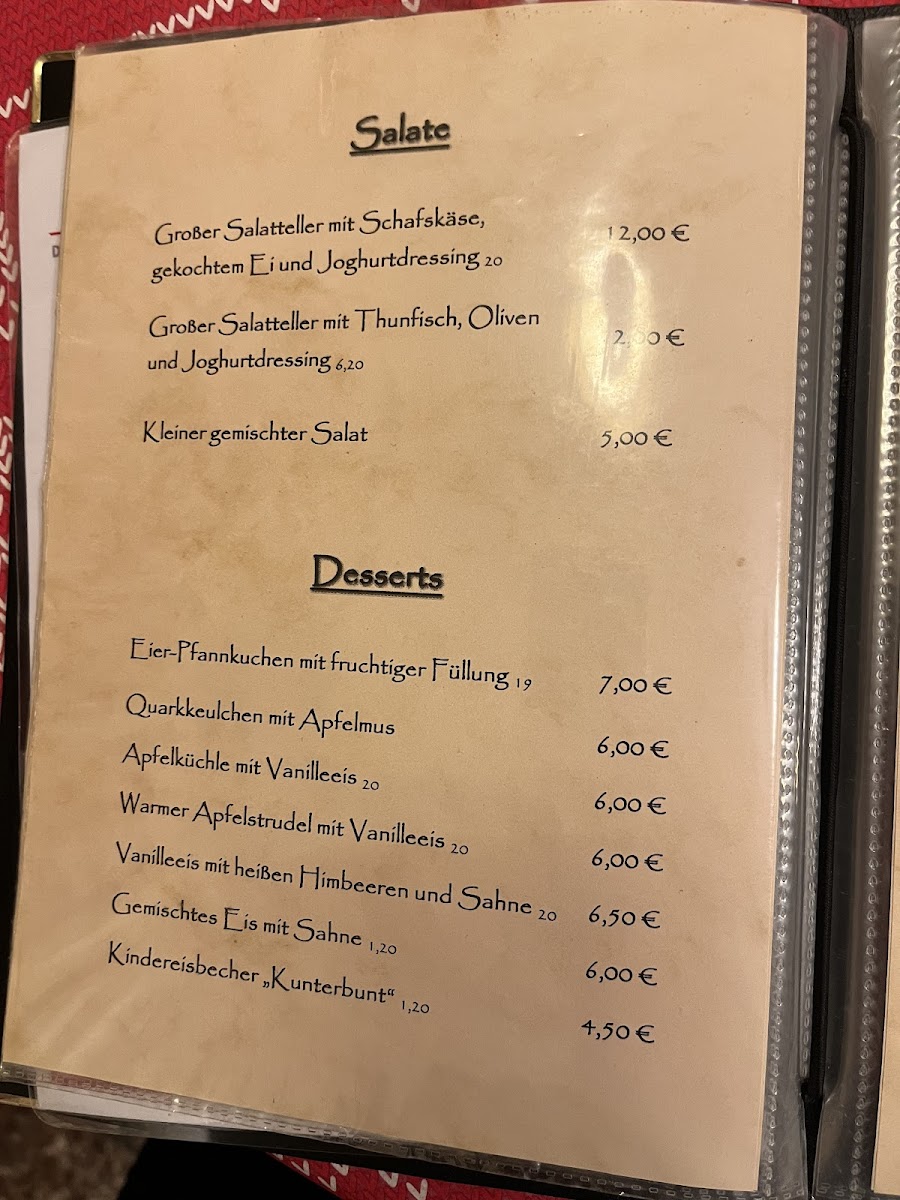 Salate
Großer Salatteller mit Schafskäse,
gekochtem Ei und Joghurtdressing 20
12,00 €
Großer Salatteller mit Thunfisch, Oliven
und Joghurtdressing 6,20
Kleiner gemischter Salat
5,00 €
Desserts
Eier-Pfannkuchen mit fruchtiger Füllung 19
7,00 €
Quarkkeulchen mit Apfelmus
6,00 €
Apfelküchle mit Vanilleeis 20
6,00 €
Warmer Apfelstrudel mit Vanilleeis 20
6,00 €
Vanilleeis mit heißen Himbeeren und Sahne 20
6,50 €
Gemischtes Eis mit Sahne 1,20
6,00 €
Kindereisbecher „Kunterbunt“ 1,20
4,50 €